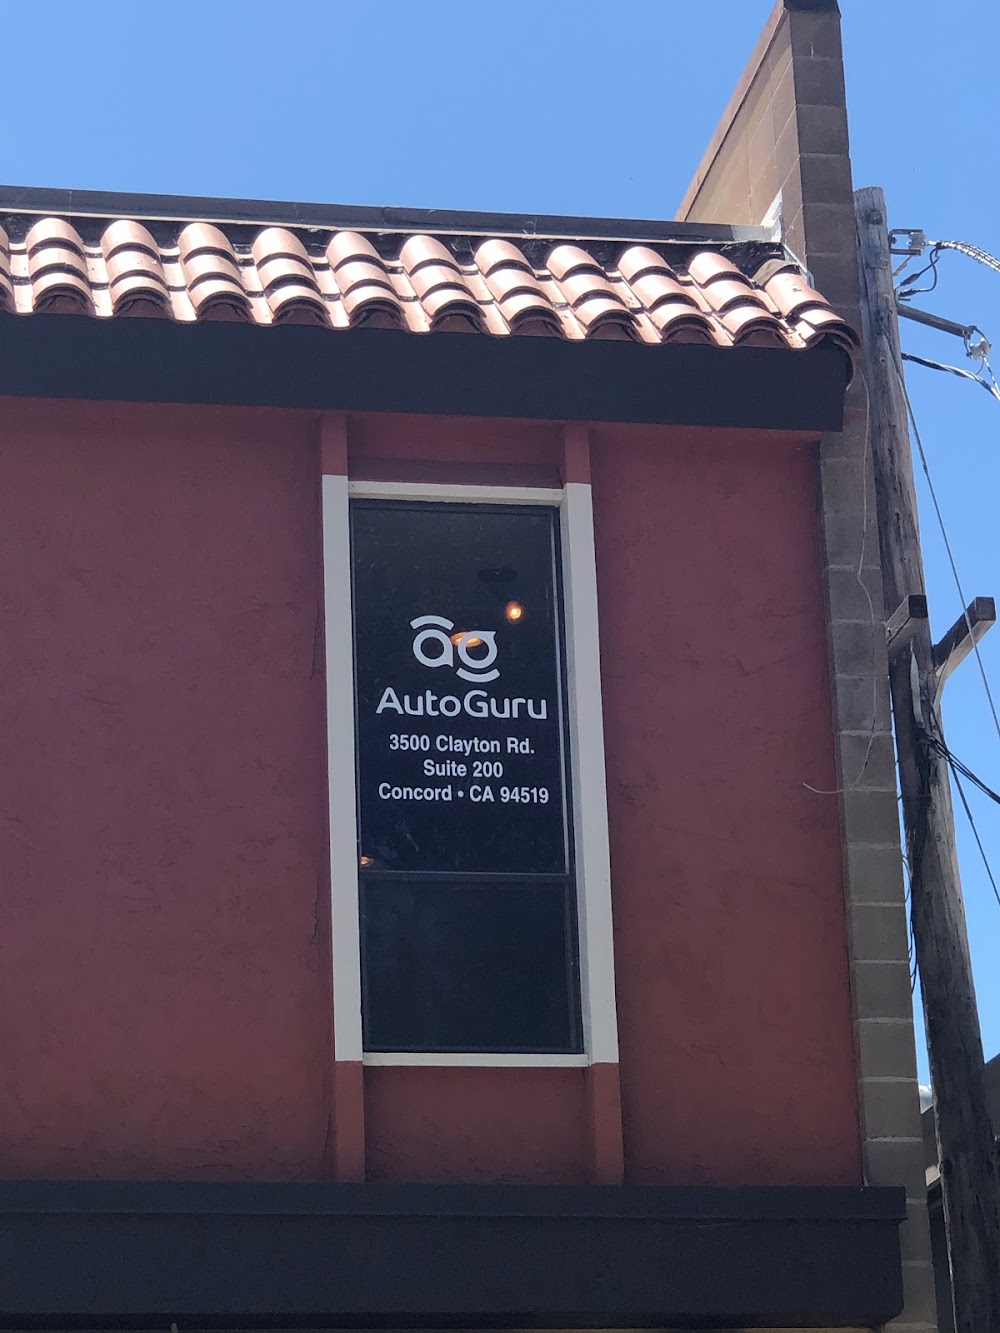 ag
AutoGuru
3500 Clayton Rd.
Suite 200
Concord • CA 94519